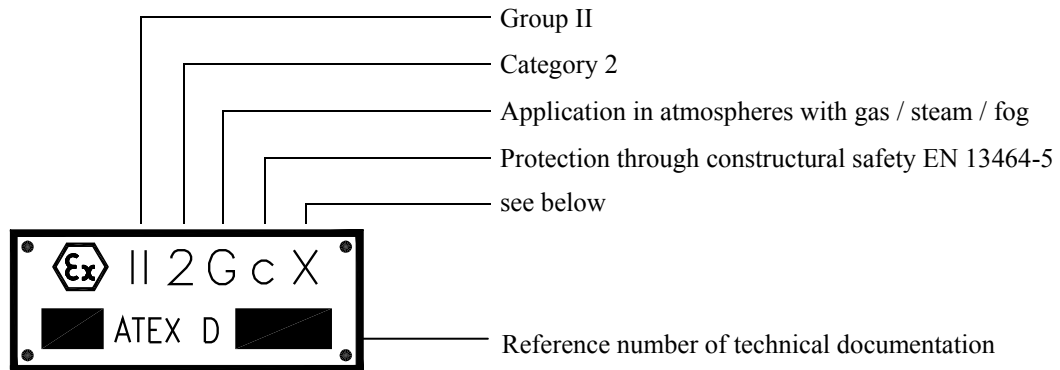 Group II
Category 2
Application in atmospheres with gas / steam / fog
Protection through constructural safety EN 13464-5
see below
Ex II 2 G c X
ATEX D
Reference number of technical documentation